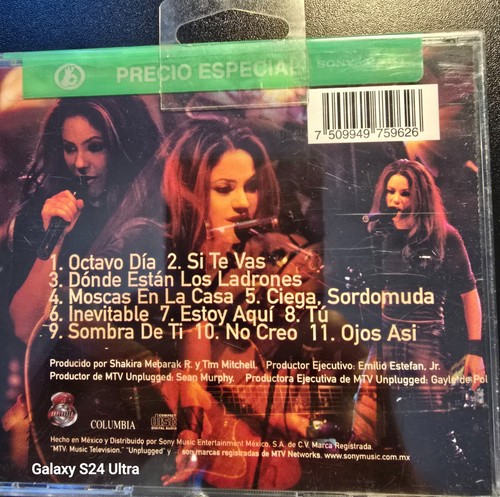 PRECIO ESPECIAL
7 509949 759626
1. Octavo Día 2. Si Te Vas
3. Dónde Están Los Ladrones
4. Moscas En La Casa 5. Ciega, Sordomuda
6. Inevitable 7. Estoy Aquí 8. Tú
9. Sombra De Ti 10. No Creo 11. Ojos Asi
Producido por Shakira Mebarak R. y Tim Mitchell. Productor Ejecutivo: Emilio Estefan, Jr.
Productor de MTV Unplugged: Sean Murphy. Productora Ejecutiva de MTV Unplugged: Gayle de Pol
COLUMBIA
COMPACT
DISC
DIGITAL AUDIO
Hecho en México y Distribuido por Sony Music Entertainment México, S.A. de C.V. Marca Registrada.
"MTV: Music Television," "Unplugged" y son marcas registradas de MTV Networks. www.sonymusic.com.mx
Galaxy S24 Ultra